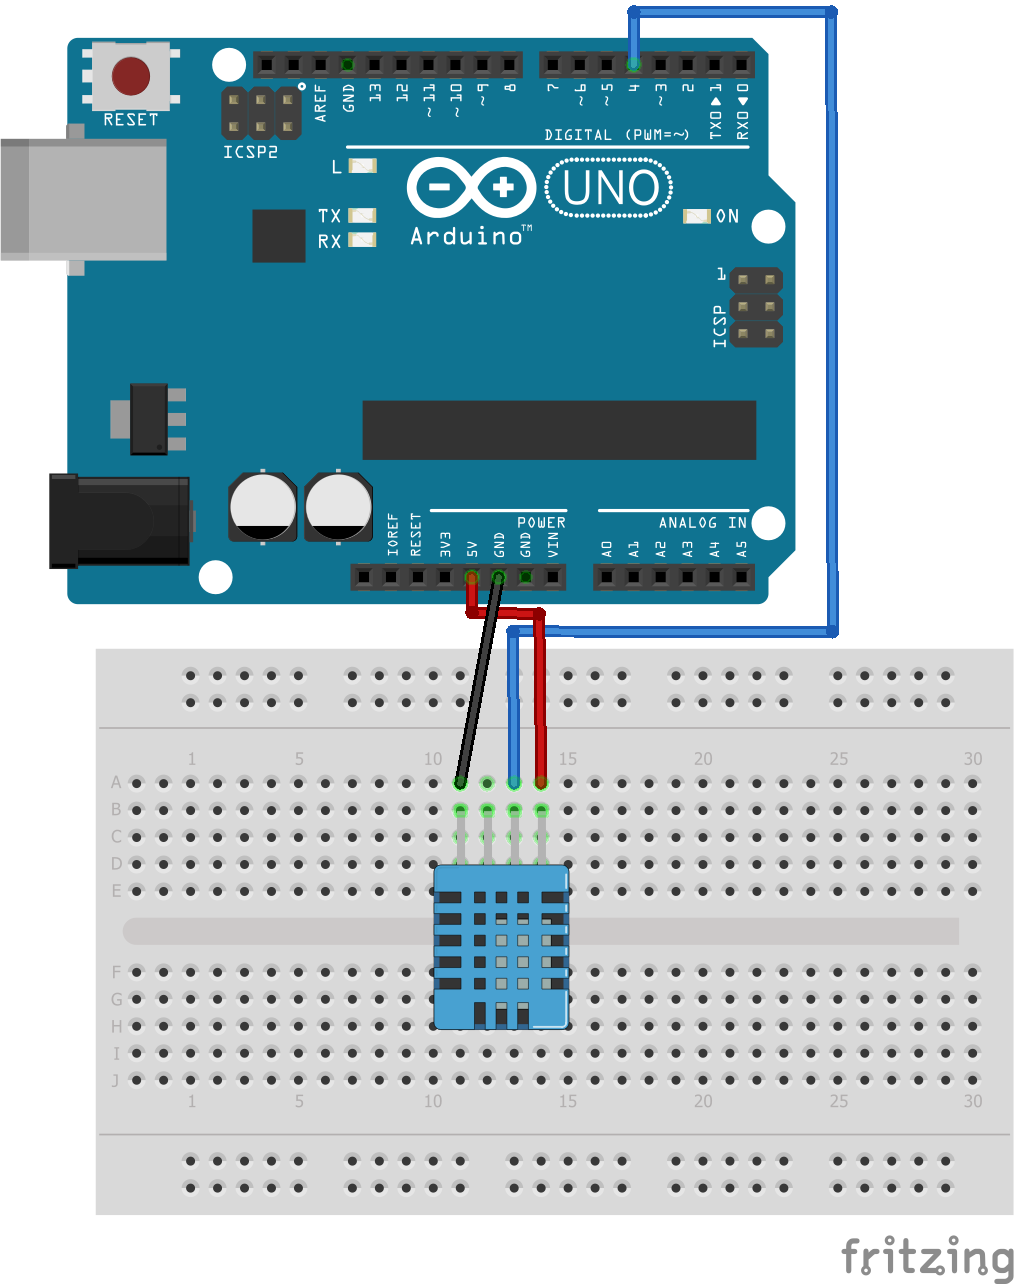 RESET
ICSP2
AREF
GND
13
12
~11
~10
~9
8
7
~6
~5
4
~3
2
TX0▶1
RX0◀0
DIGITAL (PWM=~)
L
TX
RX
Arduino™
UNO
ON
1
ICSP
IOREF
RESET
3V3
5V
GND
GND
VIN
POWER
ANALOG IN
A0
A1
A2
A3
A4
A5
1 5 10 15 20 25 30
A
B
C
D
E
F
G
H
I
J
1 5 10 15 20 25 30
fritzing